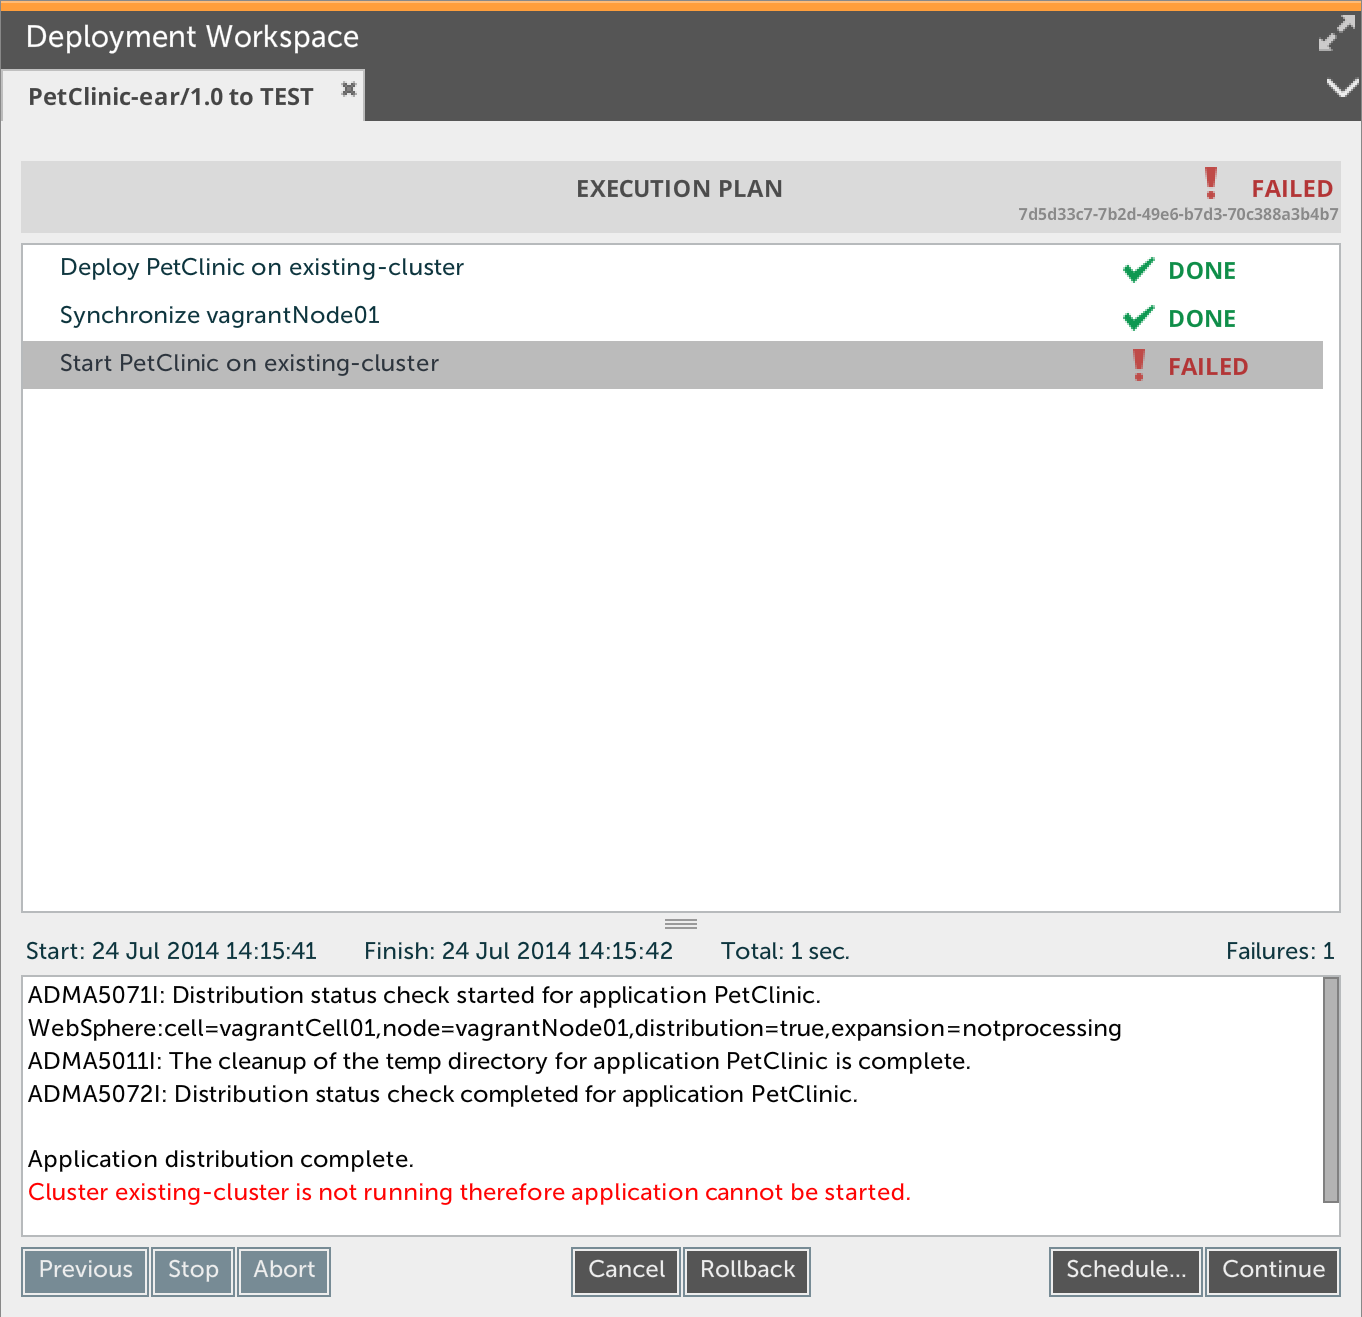 Deployment Workspace
PetClinic-ear/1.0 to TEST
EXECUTION PLAN
FAILED
7d5d33c7-7b2d-49e6-b7d3-70c388a3b4b7
Deploy PetClinic on existing-cluster DONE
Synchronize vagrantNode01 DONE
Start PetClinic on existing-cluster FAILED
Start: 24 Jul 2014 14:15:41 Finish: 24 Jul 2014 14:15:42 Total: 1 sec. Failures: 1
ADMA5071I: Distribution status check started for application PetClinic.
WebSphere:cell=vagrantCell01,node=vagrantNode01,distribution=true,expansion=notprocessing
ADMA5011I: The cleanup of the temp directory for application PetClinic is complete.
ADMA5072I: Distribution status check completed for application PetClinic.
Application distribution complete.
Cluster existing-cluster is not running therefore application cannot be started.
Previous Stop Abort Cancel Rollback Schedule... Continue